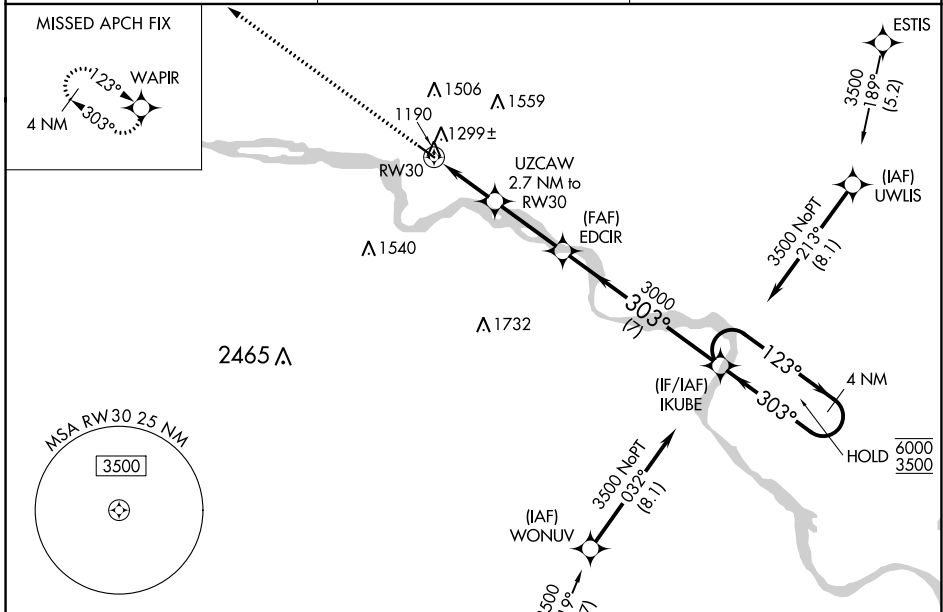 MISSED APCH FIX
WAPIR
123°
303°
4 NM
ESTIS
3500
189°
(5.2)
1506
1559
1190
1299±
RW30
UZCAW
2.7 NM to
RW30
(IAF)
UWLIS
3500 NoPT
213°
(8.1)
(FAF)
EDCIR
1540
3000
303°
(7)
1732
2465
123°
4 NM
303°
(IF/IAF)
IKUBE
HOLD 6000
3500
MSA RW30 25 NM
3500
3500 NoPT
032°
(8.1)
(IAF)
WONUV